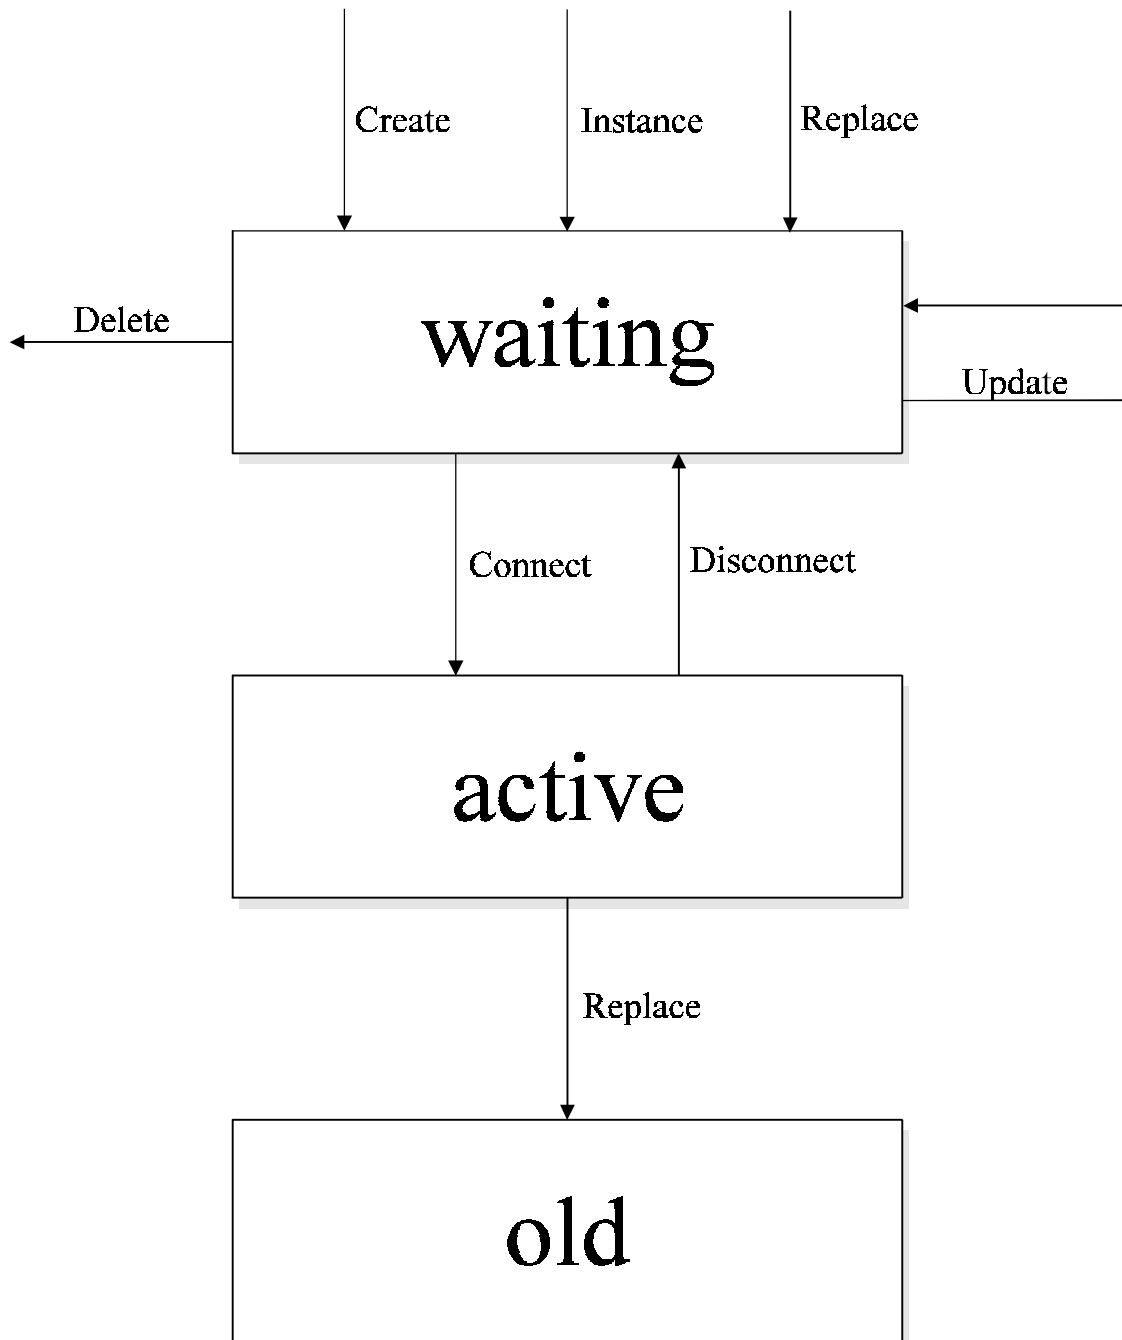 Create
Instance
Replace
Delete
waiting
Update
Connect
Disconnect
active
Replace
old